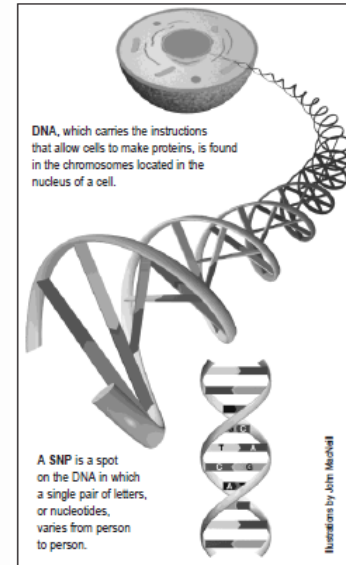 DNA, which carries the instructions
that allow cells to make proteins, is found
in the chromosomes located in the
nucleus of a cell.
G C
T A
C G
A
A SNP is a spot
on the DNA in which
a single pair of letters,
or nucleotides,
varies from person
to person.
Illustrations by John MacNeill